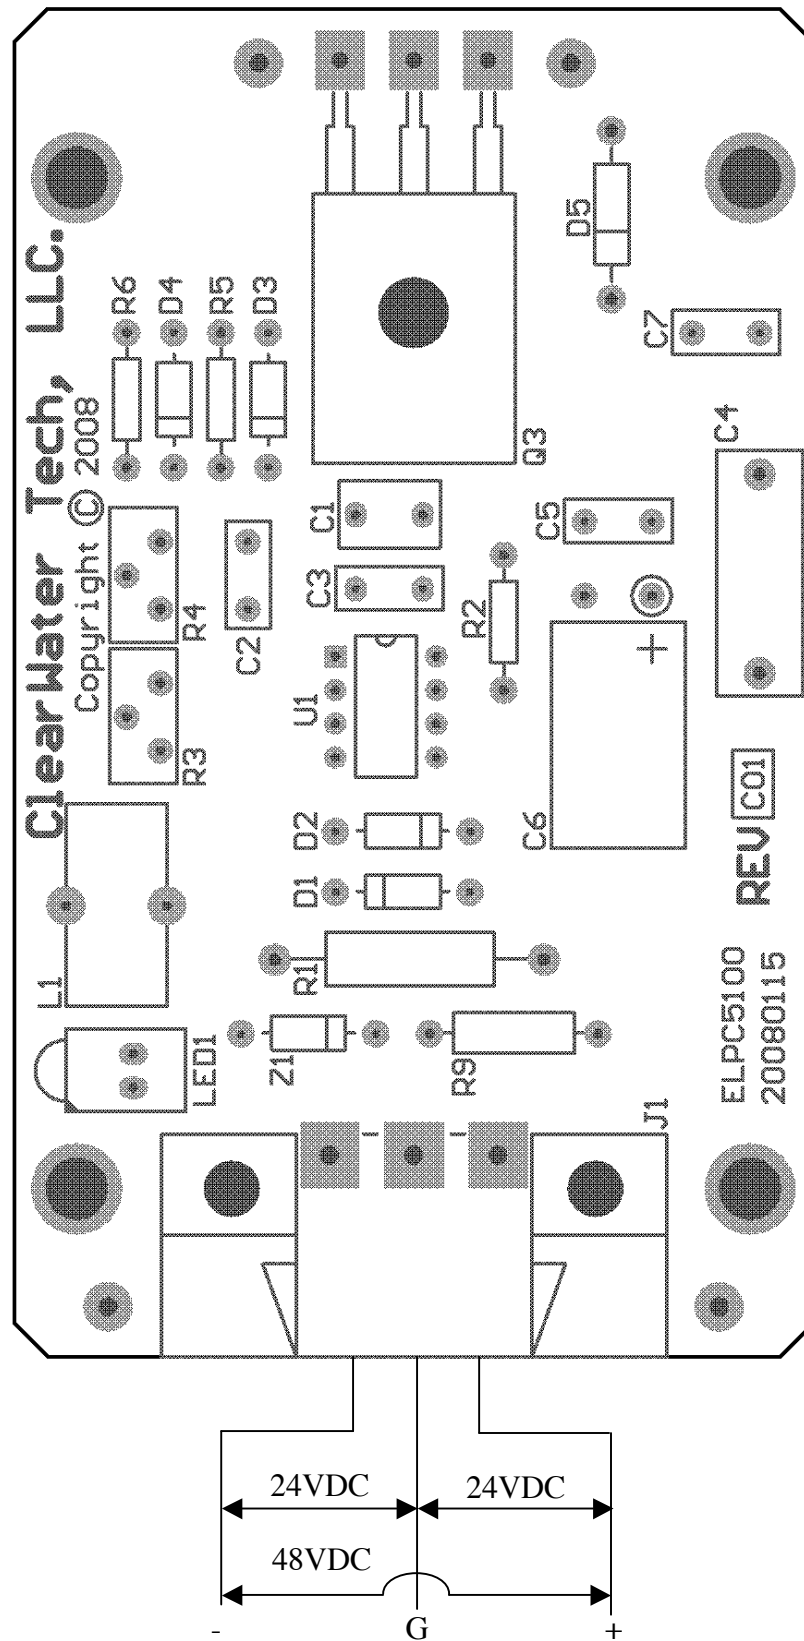 ClearWater Tech, LLC.
Copyright © 2008
R6
D4
R5
D3
D5
C7
Q3
C4
C1
C5
C3
R2
R4
C2
U1
R3
C6
D2
D1
REV C01
L1
R1
ELPC5100
20080115
LED1
Z1
R9
J1
24VDC 24VDC
48VDC
- G +
+